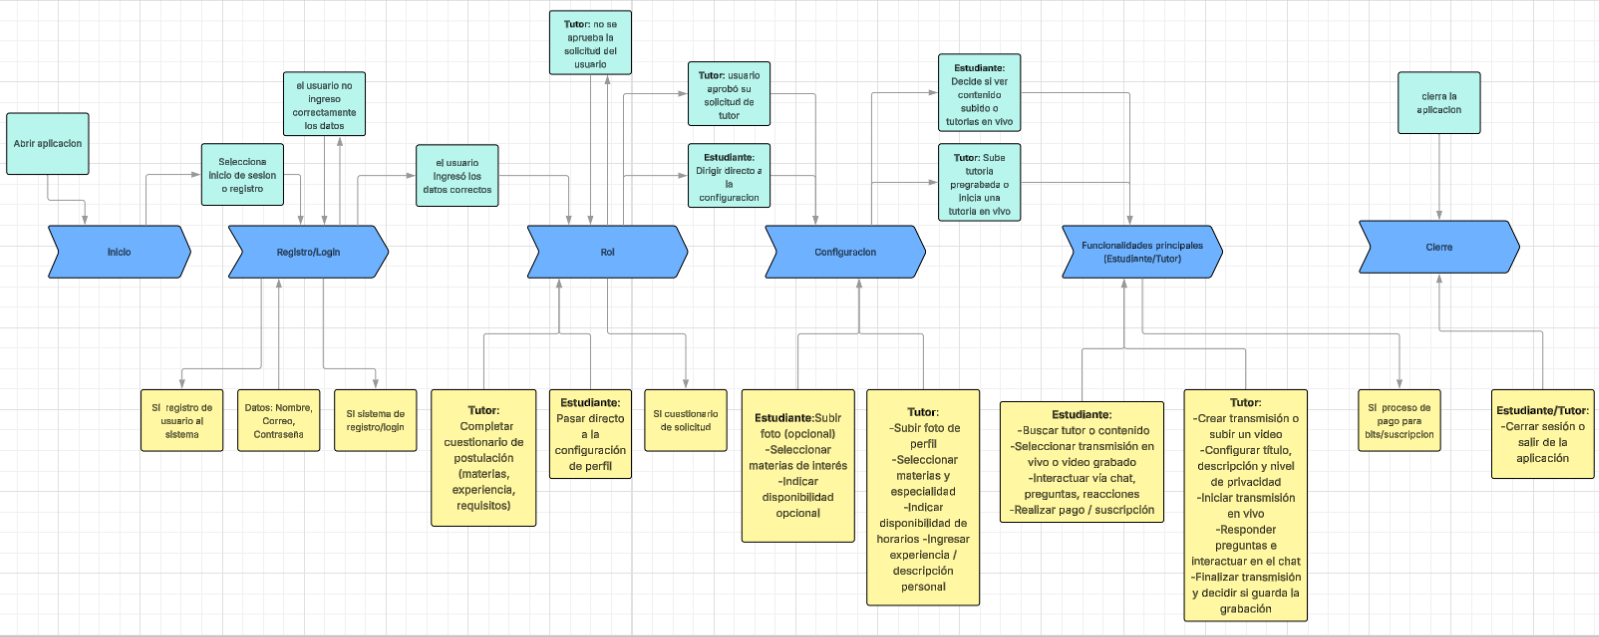 Tutor: no se
aprueba la
solicitud del
usuario
el usuario no
ingreso
correctamente
los datos
Tutor: usuario
aprobó su
solicitud de
tutor
Estudiante:
Decide si ver
contenido
subido o
tutorias en vivo
cierra la
aplicacion
Abrir aplicacion
Selecciona
inicio de sesion
o registro
el usuario
ingresó los
datos correctos
Estudiante:
Dirigir directo a
la
configuracion
Tutor: Sube
tutoria
pregrabada o
inicia una
tutoria en vivo
Inicio
Registro/Login
Rol
Configuracion
Funcionalidades principales
(Estudiante/Tutor)
Cierre
SI registro de
usuario al
sistema
Datos: Nombre,
Correo,
Contraseña
SI sistema de
registro/login
Tutor:
Completar
cuestionario de
postulación
(materias,
experiencia,
requisitos)
Estudiante:
Pasar directo
a la
configuración
de perfil
SI cuestionario
de solicitud
Estudiante:Subir
foto (opcional)
-Seleccionar
materias de interés
-Indicar
disponibilidad
opcional
Tutor:
-Subir foto de
perfil
-Seleccionar
materias y
especialidad
-Indicar
disponibilidad de
horarios -Ingresar
experiencia /
descripción
personal
Estudiante:
-Buscar tutor o contenido
-Seleccionar transmisión en
vivo o video grabado
-Interactuar vía chat,
preguntas, reacciones
-Realizar pago / suscripción
Tutor:
-Crear transmisión o
subir un video
-Configurar título,
descripción y nivel
de privacidad
-Iniciar transmisión
en vivo
-Responder
preguntas e
interactuar en el chat
-Finalizar transmisión
y decidir si guarda la
grabación
SI proceso de
pago para
bits/suscripcion
Estudiante/Tutor:
-Cerrar sesión o
salir de la
aplicación